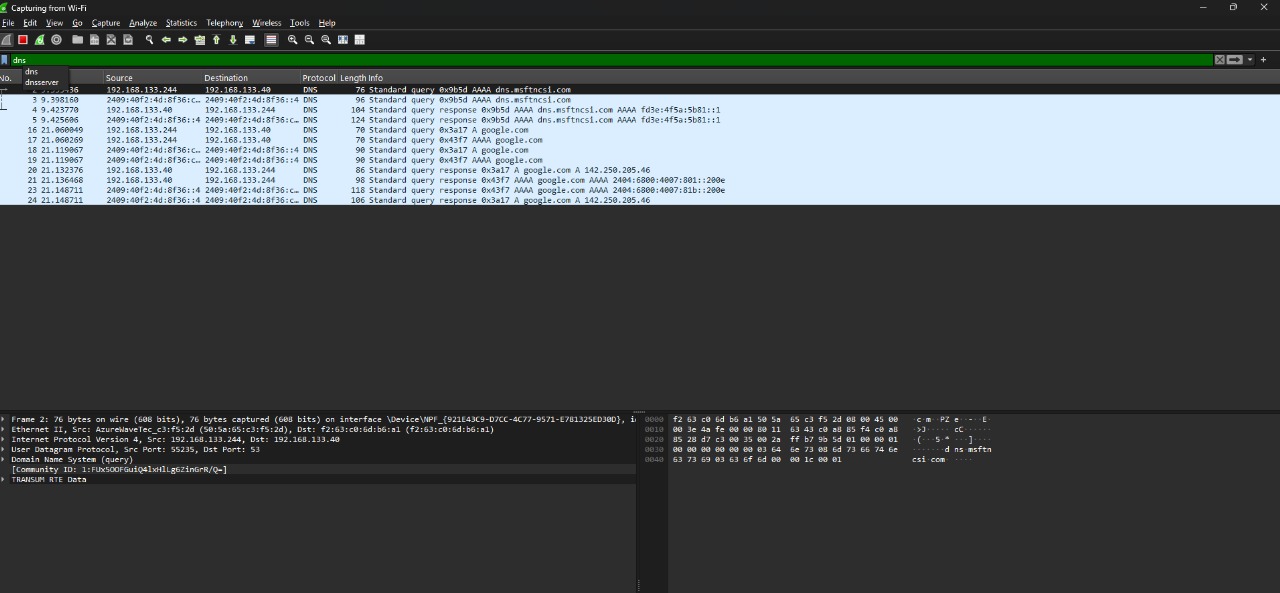 Capturing from Wi-Fi
File Edit View Go Capture Analyze Statistics Telephony Wireless Tools Help
dns
dns
dnsserver
No. Source Destination Protocol Length Info
192.168.133.244 192.168.133.40 76 Standard query 0x9b5d AAAA dns.msftncsi.com
3 9.398160 2409:40f2:4d:8f36:c… 2409:40f2:4d:8f36::4 DNS 96 Standard query 0x9b5d AAAA dns.msftncsi.com
4 9.423770 192.168.133.40 192.168.133.244 DNS 104 Standard query response 0x9b5d AAAA dns.msftncsi.com AAAA fd3e:4f5a:5b81::1
5 9.425606 2409:40f2:4d:8f36::4 2409:40f2:4d:8f36:c… DNS 124 Standard query response 0x9b5d AAAA dns.msftncsi.com AAAA fd3e:4f5a:5b81::1
16 21.060049 192.168.133.244 192.168.133.40 DNS 70 Standard query 0x3a17 A google.com
17 21.060269 192.168.133.244 192.168.133.40 DNS 70 Standard query 0x43f7 AAAA google.com
18 21.119067 2409:40f2:4d:8f36:c… 2409:40f2:4d:8f36::4 DNS 90 Standard query 0x3a17 A google.com
19 21.119067 2409:40f2:4d:8f36:c… 2409:40f2:4d:8f36::4 DNS 90 Standard query 0x43f7 AAAA google.com
20 21.132376 192.168.133.40 192.168.133.244 DNS 86 Standard query response 0x3a17 A google.com A 142.250.205.46
21 21.136468 192.168.133.40 192.168.133.244 DNS 98 Standard query response 0x43f7 AAAA google.com AAAA 2404:6800:4007:801::200e
23 21.148711 2409:40f2:4d:8f36::4 2409:40f2:4d:8f36:c… DNS 118 Standard query response 0x43f7 AAAA google.com AAAA 2404:6800:4007:81b::200e
24 21.148711 2409:40f2:4d:8f36::4 2409:40f2:4d:8f36:c… DNS 106 Standard query response 0x3a17 A google.com A 142.250.205.46
Frame 2: 76 bytes on wire (608 bits), 76 bytes captured (608 bits) on interface \Device\NPF_{921E43C9-D7CC-4C77-9571-E781325ED30D}, i
Ethernet II, Src: AzureWaveTec_c3:f5:2d (50:5a:65:c3:f5:2d), Dst: f2:63:c0:6d:b6:a1 (f2:63:c0:6d:b6:a1)
Internet Protocol Version 4, Src: 192.168.133.244, Dst: 192.168.133.40
User Datagram Protocol, Src Port: 55235, Dst Port: 53
Domain Name System (query)
[Community ID: 1:FUx5OOFGuiQ4lxHlLg6ZinGrR/Q=]
TRANSUM RTE Data
0000 f2 63 c0 6d b6 a1 50 5a 65 c3 f5 2d 08 00 45 00 ·c·m··PZ e··-··E·
0010 00 3e 4a fe 00 00 80 11 63 43 c0 a8 85 f4 c0 a8 ·>J····· cC······
0020 85 28 d7 c3 00 35 00 2a ff b7 9b 5d 01 00 00 01 ·(···5·* ···]····
0030 00 00 00 00 00 00 03 64 6e 73 08 6d 73 66 74 6e ·······d ns·msftn
0040 63 73 69 03 63 6f 6d 00 00 1c 00 01 csi·com· ····